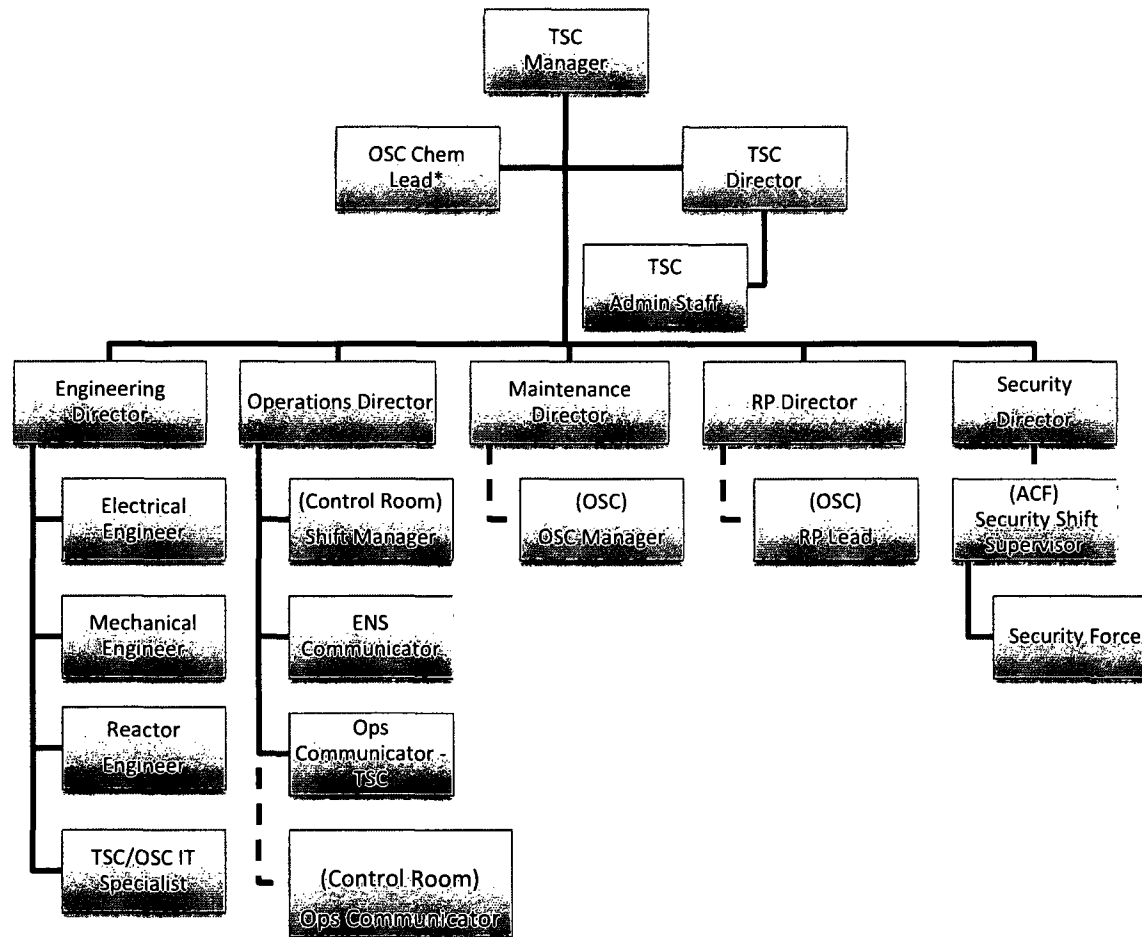 TSC
Manager
OSC Chem
Lead*
TSC
Director
TSC
Admin Staff
Engineering
Director
Operations Director
Maintenance
Director
RP Director
Security
Director
Electrical
Engineer
(Control Room)
Shift Manager
(OSC)
OSC Manager
(OSC)
RP Lead
(ACF)
Security Shift
Supervisor
Mechanical
Engineer
ENS
Communicator
Security Force
Reactor
Engineer
Ops
Communicator -
TSC
TSC/OSC IT
Specialist
(Control Room)
Ops Communicator